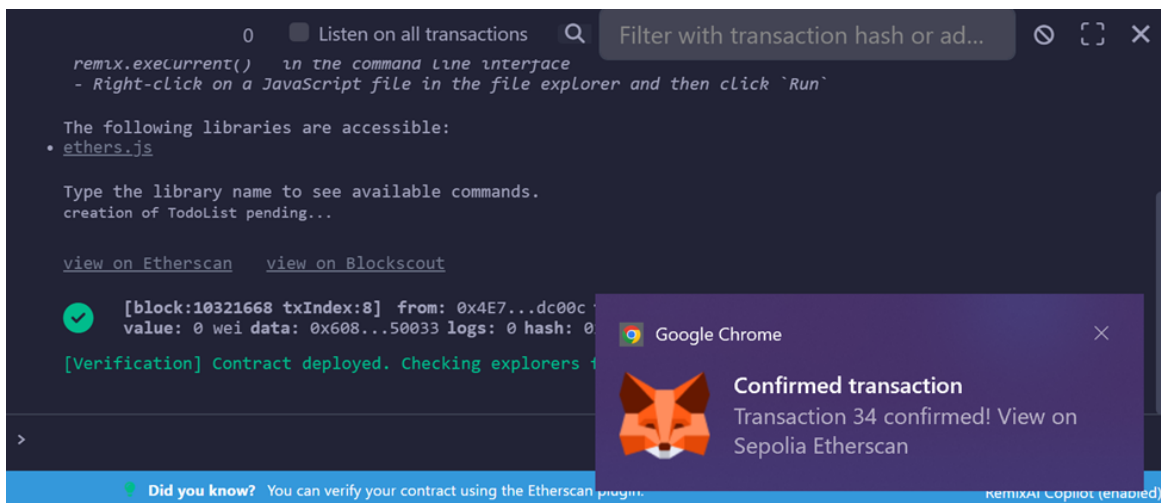 0 Listen on all transactions Filter with transaction hash or ad...
remix.exeCurrent() in the command line interface
- Right-click on a JavaScript file in the file explorer and then click `Run`
The following libraries are accessible:
• ethers.js
Type the library name to see available commands.
creation of TodoList pending...
view on Etherscan view on Blockscout
[block:10321668 txIndex:8] from: 0x4E7...dc00c
value: 0 wei data: 0x608...50033 logs: 0 hash:
[Verification] Contract deployed. Checking explorers
Google Chrome
Confirmed transaction
Transaction 34 confirmed! View on
Sepolia Etherscan
>
Did you know? You can verify your contract using the Etherscan plugin.
RemixAI Copilot (enabled)